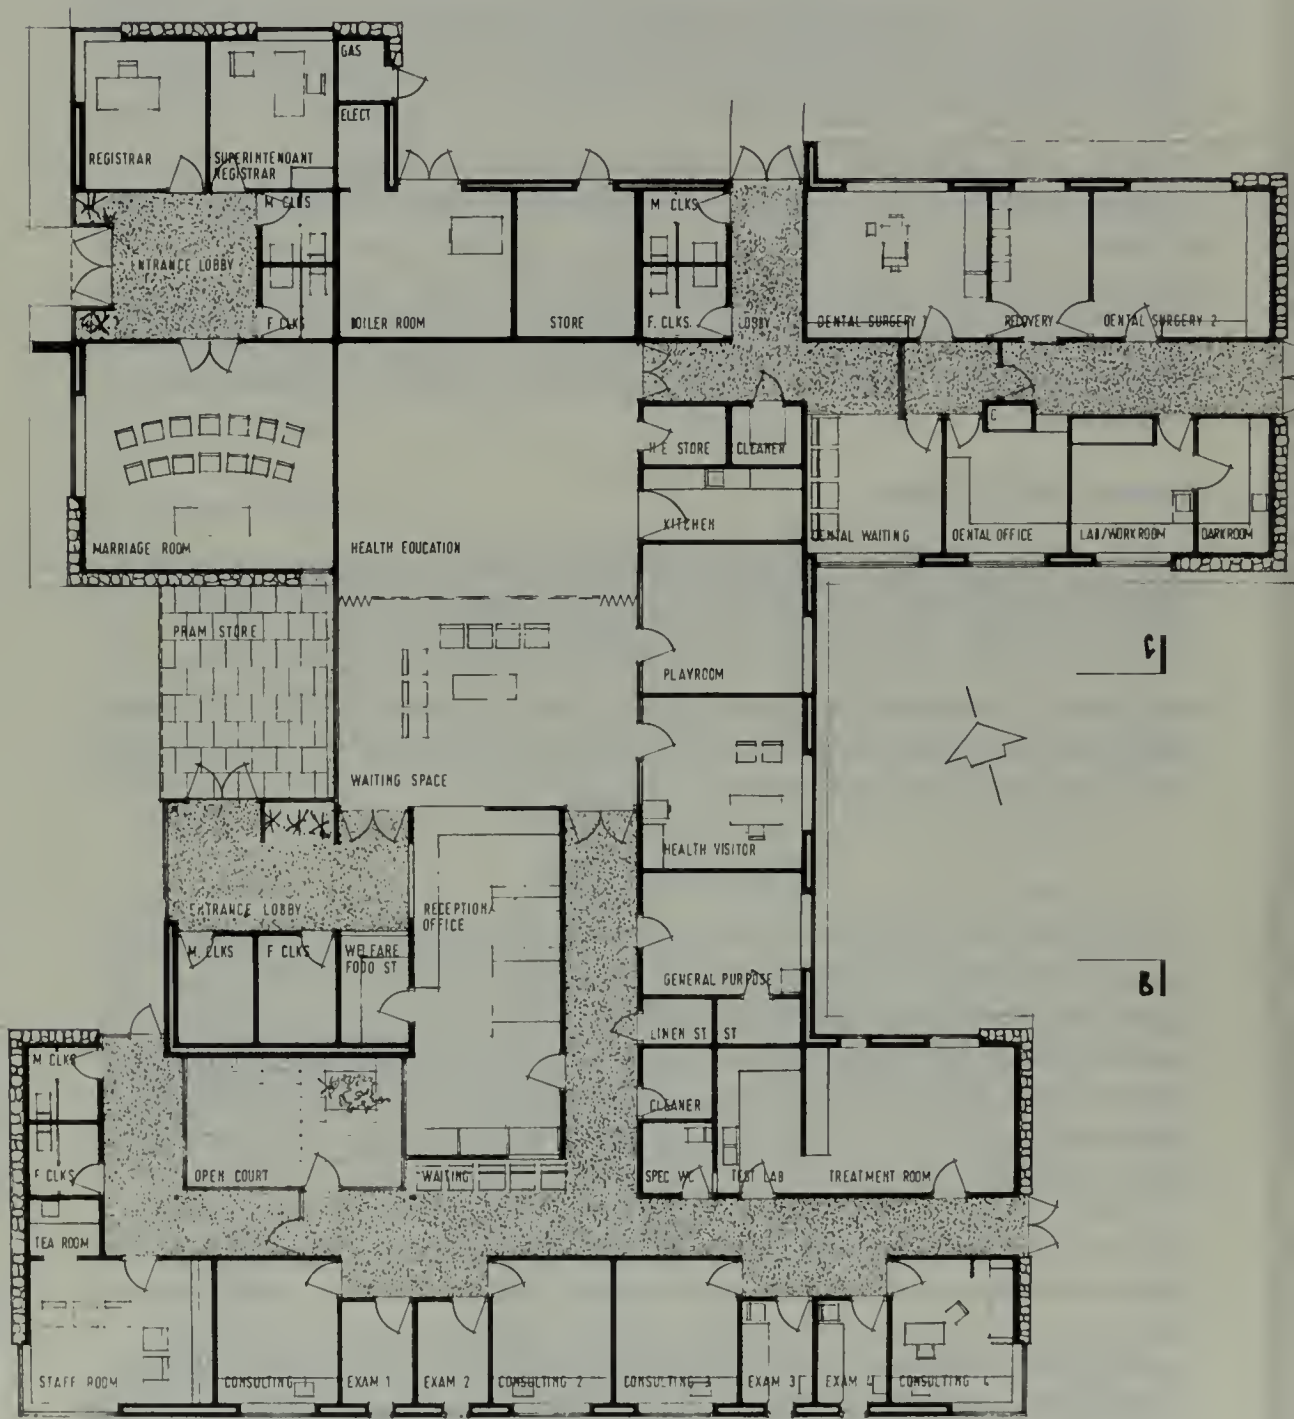 GAS
ELECT
REGISTRAR
SUPERINTENDANT
REGISTRAR
M CLKS
ENTRANCE LOBBY
F CLKS
BOILER ROOM
STORE
M CLKS
F. CLKS.
LOBBY
DENTAL SURGERY 1
RECOVERY
DENTAL SURGERY 2
H E STORE
CLEANER
C
KITCHEN
DENTAL WAITING
DENTAL OFFICE
LAB/WORKROOM
DARKROOM
MARRIAGE ROOM
HEALTH EDUCATION
PRAM STORE
PLAYROOM
WAITING SPACE
HEALTH VISITOR
ENTRANCE LOBBY
RECEPTION/
OFFICE
M. CLKS
F CLKS
WELFARE
FOOD ST
GENERAL PURPOSE
LINEN ST
ST
M CLKS
CLEANER
F CLKS
OPEN COURT
WAITING
SPEC WC
TEST LAB
TREATMENT ROOM
TEA ROOM
STAFF ROOM
CONSULTING 1
EXAM 1
EXAM 2
CONSULTING 2
CONSULTING 3
EXAM 3
EXAM 4
CONSULTING 4